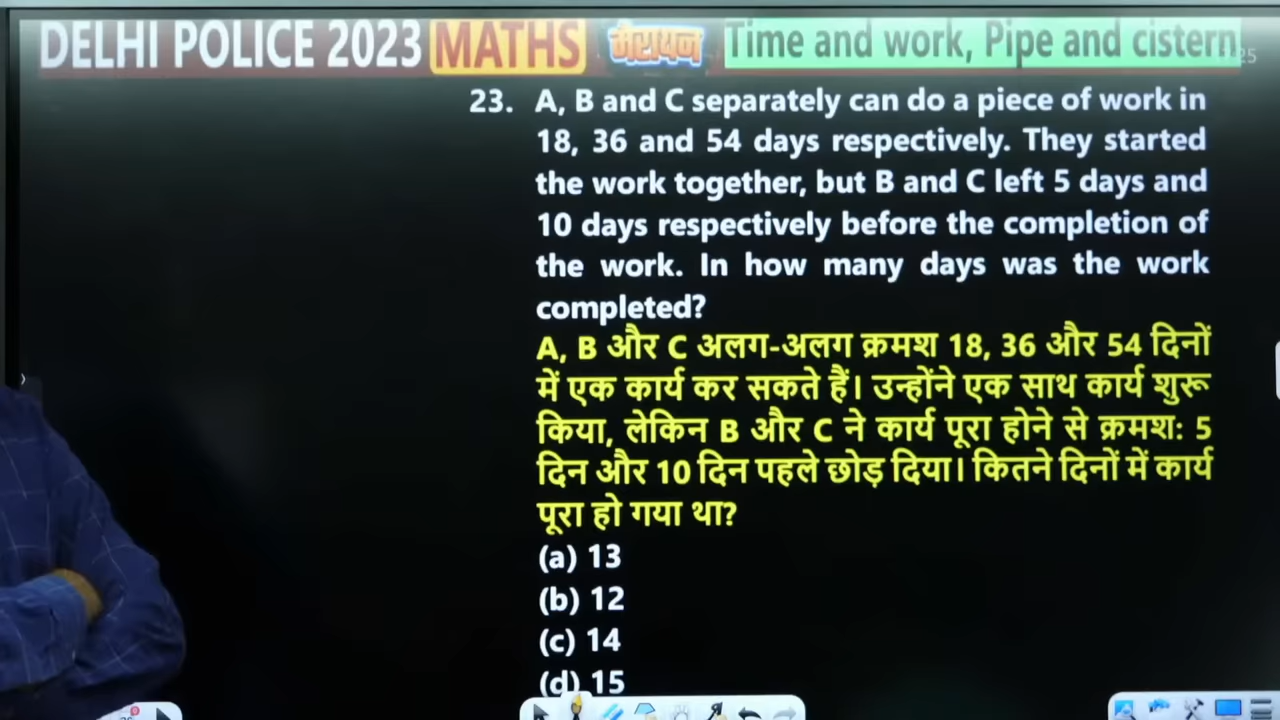 DELHI POLICE 2023 MATHS मैराथन Time and work, Pipe and cistern
23. A, B and C separately can do a piece of work in
18, 36 and 54 days respectively. They started
the work together, but B and C left 5 days and
10 days respectively before the completion of
the work. In how many days was the work
completed?
A, B और C अलग-अलग क्रमश 18, 36 और 54 दिनों
में एक कार्य कर सकते हैं। उन्होंने एक साथ कार्य शुरू
किया, लेकिन B और C ने कार्य पूरा होने से क्रमश: 5
दिन और 10 दिन पहले छोड़ दिया। कितने दिनों में कार्य
पूरा हो गया था?
(a) 13
(b) 12
(c) 14
(d) 15